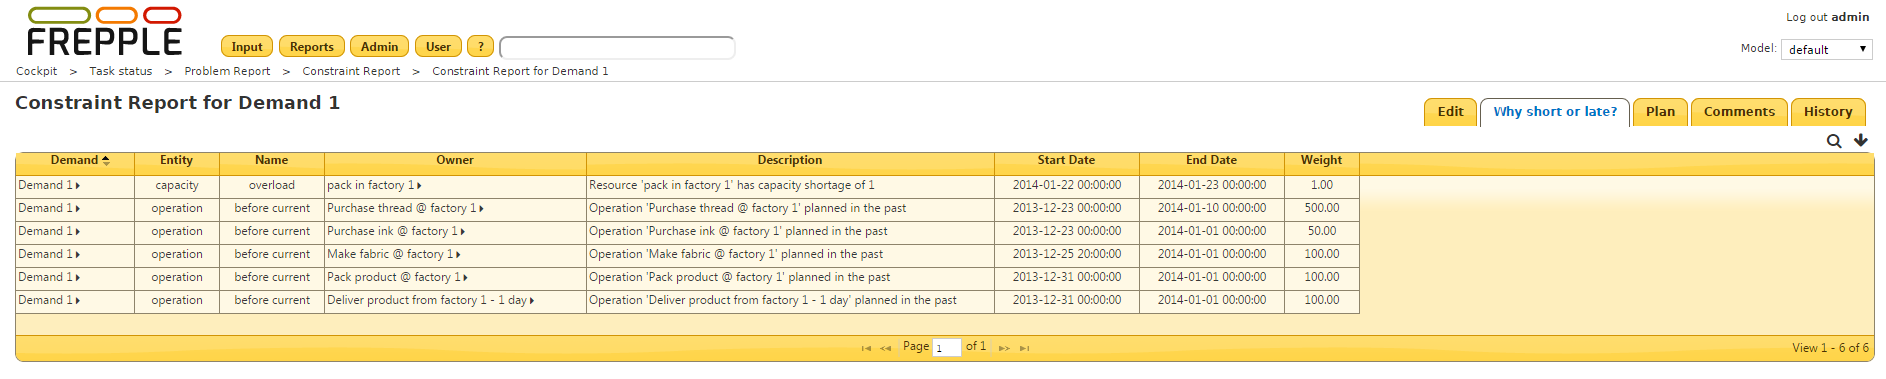 FREPPLE
Input Reports Admin User ?
Log out admin
Model: default
Cockpit > Task status > Problem Report > Constraint Report > Constraint Report for Demand 1
Constraint Report for Demand 1
Edit Why short or late? Plan Comments History
Demand Entity Name Owner Description Start Date End Date Weight
Demand 1 capacity overload pack in factory 1 Resource 'pack in factory 1' has capacity shortage of 1 2014-01-22 00:00:00 2014-01-23 00:00:00 1.00
Demand 1 operation before current Purchase thread @ factory 1 Operation 'Purchase thread @ factory 1' planned in the past 2013-12-23 00:00:00 2014-01-10 00:00:00 500.00
Demand 1 operation before current Purchase ink @ factory 1 Operation 'Purchase ink @ factory 1' planned in the past 2013-12-23 00:00:00 2014-01-01 00:00:00 50.00
Demand 1 operation before current Make fabric @ factory 1 Operation 'Make fabric @ factory 1' planned in the past 2013-12-25 20:00:00 2014-01-01 00:00:00 100.00
Demand 1 operation before current Pack product @ factory 1 Operation 'Pack product @ factory 1' planned in the past 2013-12-31 00:00:00 2014-01-01 00:00:00 100.00
Demand 1 operation before current Deliver product from factory 1 - 1 day Operation 'Deliver product from factory 1 - 1 day' planned in the past 2013-12-31 00:00:00 2014-01-01 00:00:00 100.00
Page 1 of 1
View 1 - 6 of 6